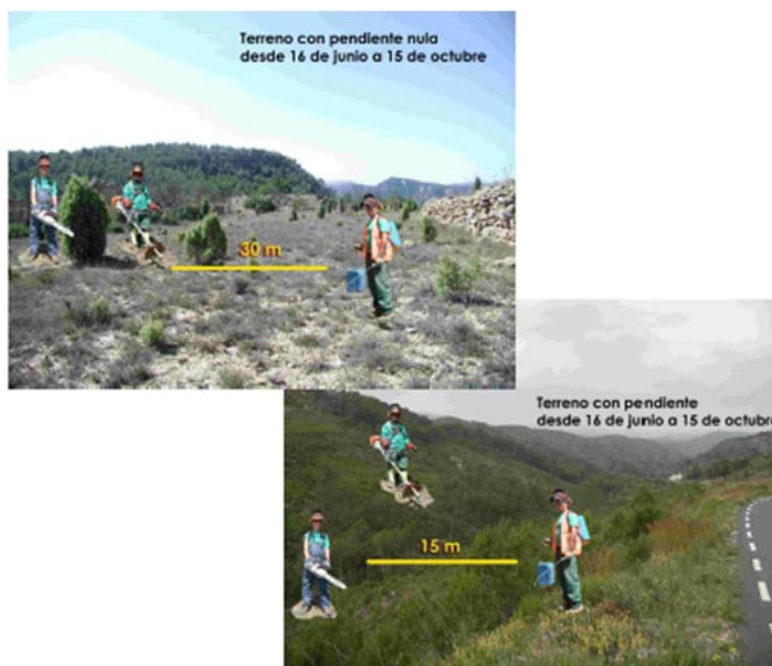 Terreno con pendiente nula
desde 16 de junio a 15 de octubre
30 m
Terreno con pendiente
desde 16 de junio a 15 de octubre
15 m